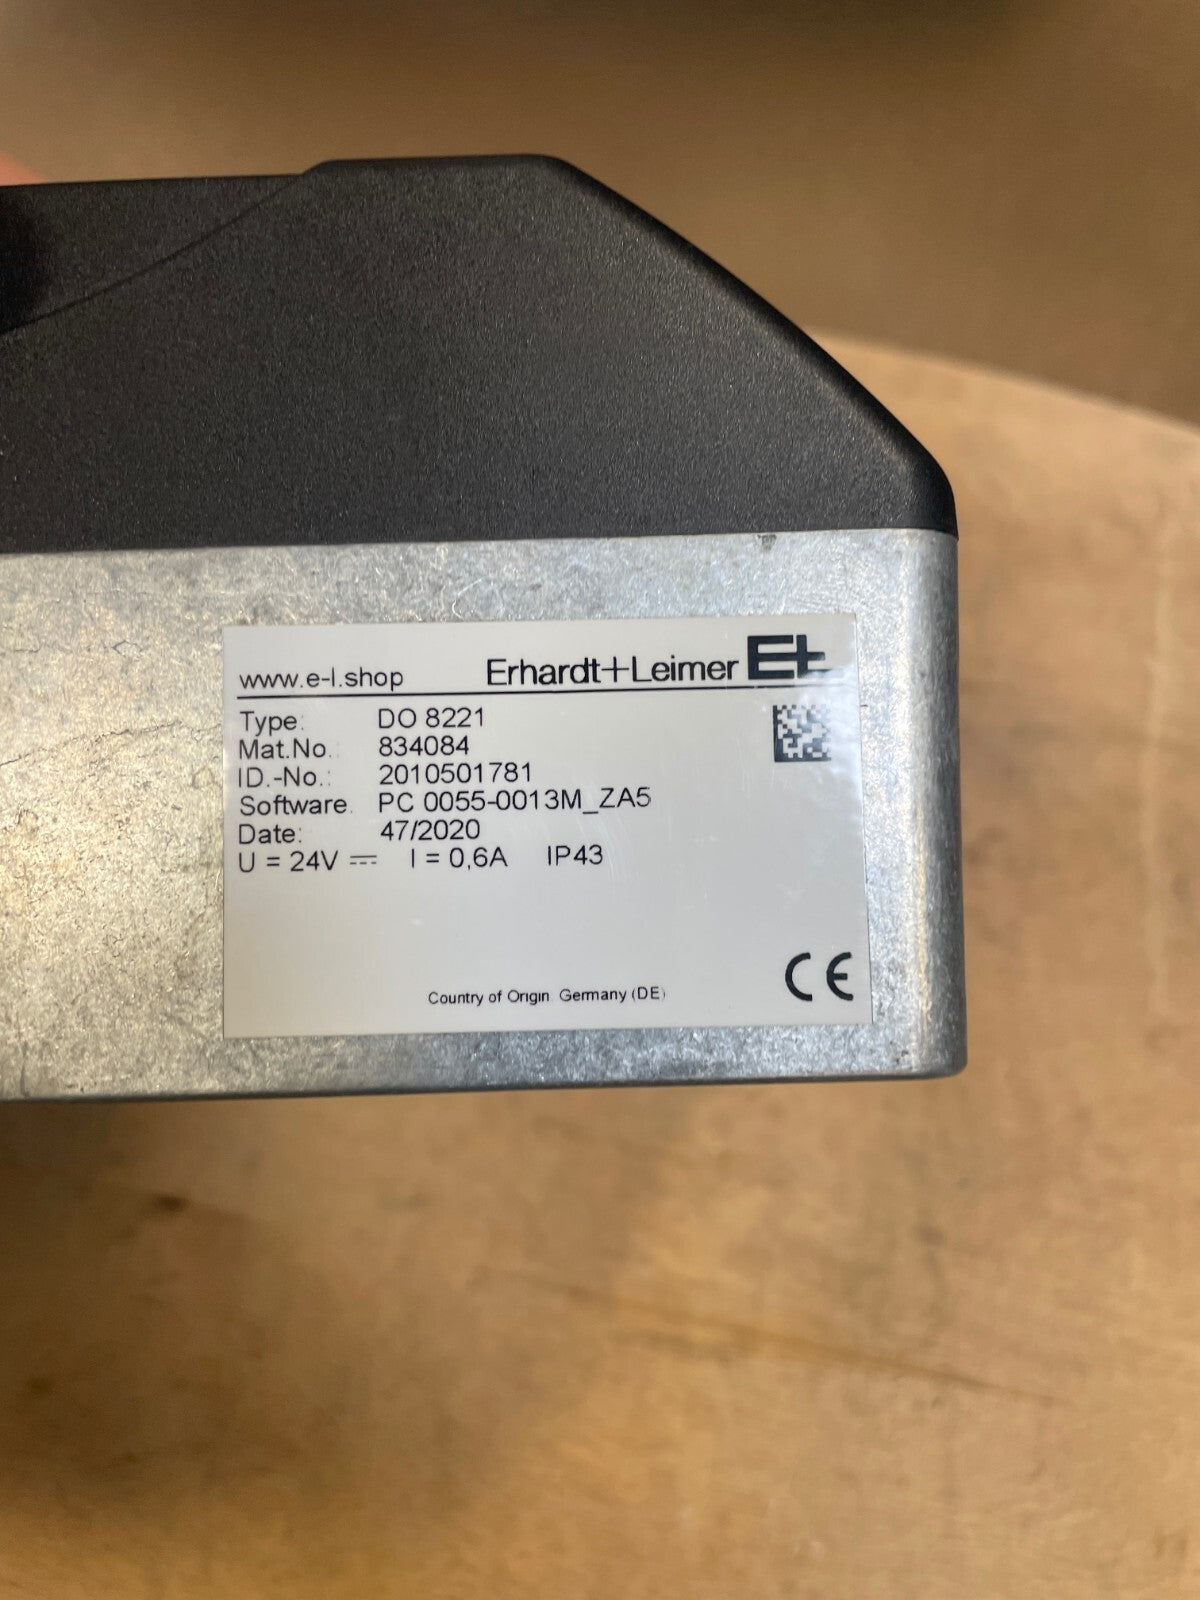 www.e-l.shop Erhardt+Leimer E+L
Type: DO 8221
Mat.No.: 834084
ID.-No.: 2010501781
Software: PC 0055-0013M_ZA5
Date: 47/2020
U = 24V ⎓ I = 0,6A IP43
Country of Origin: Germany (DE)
CE